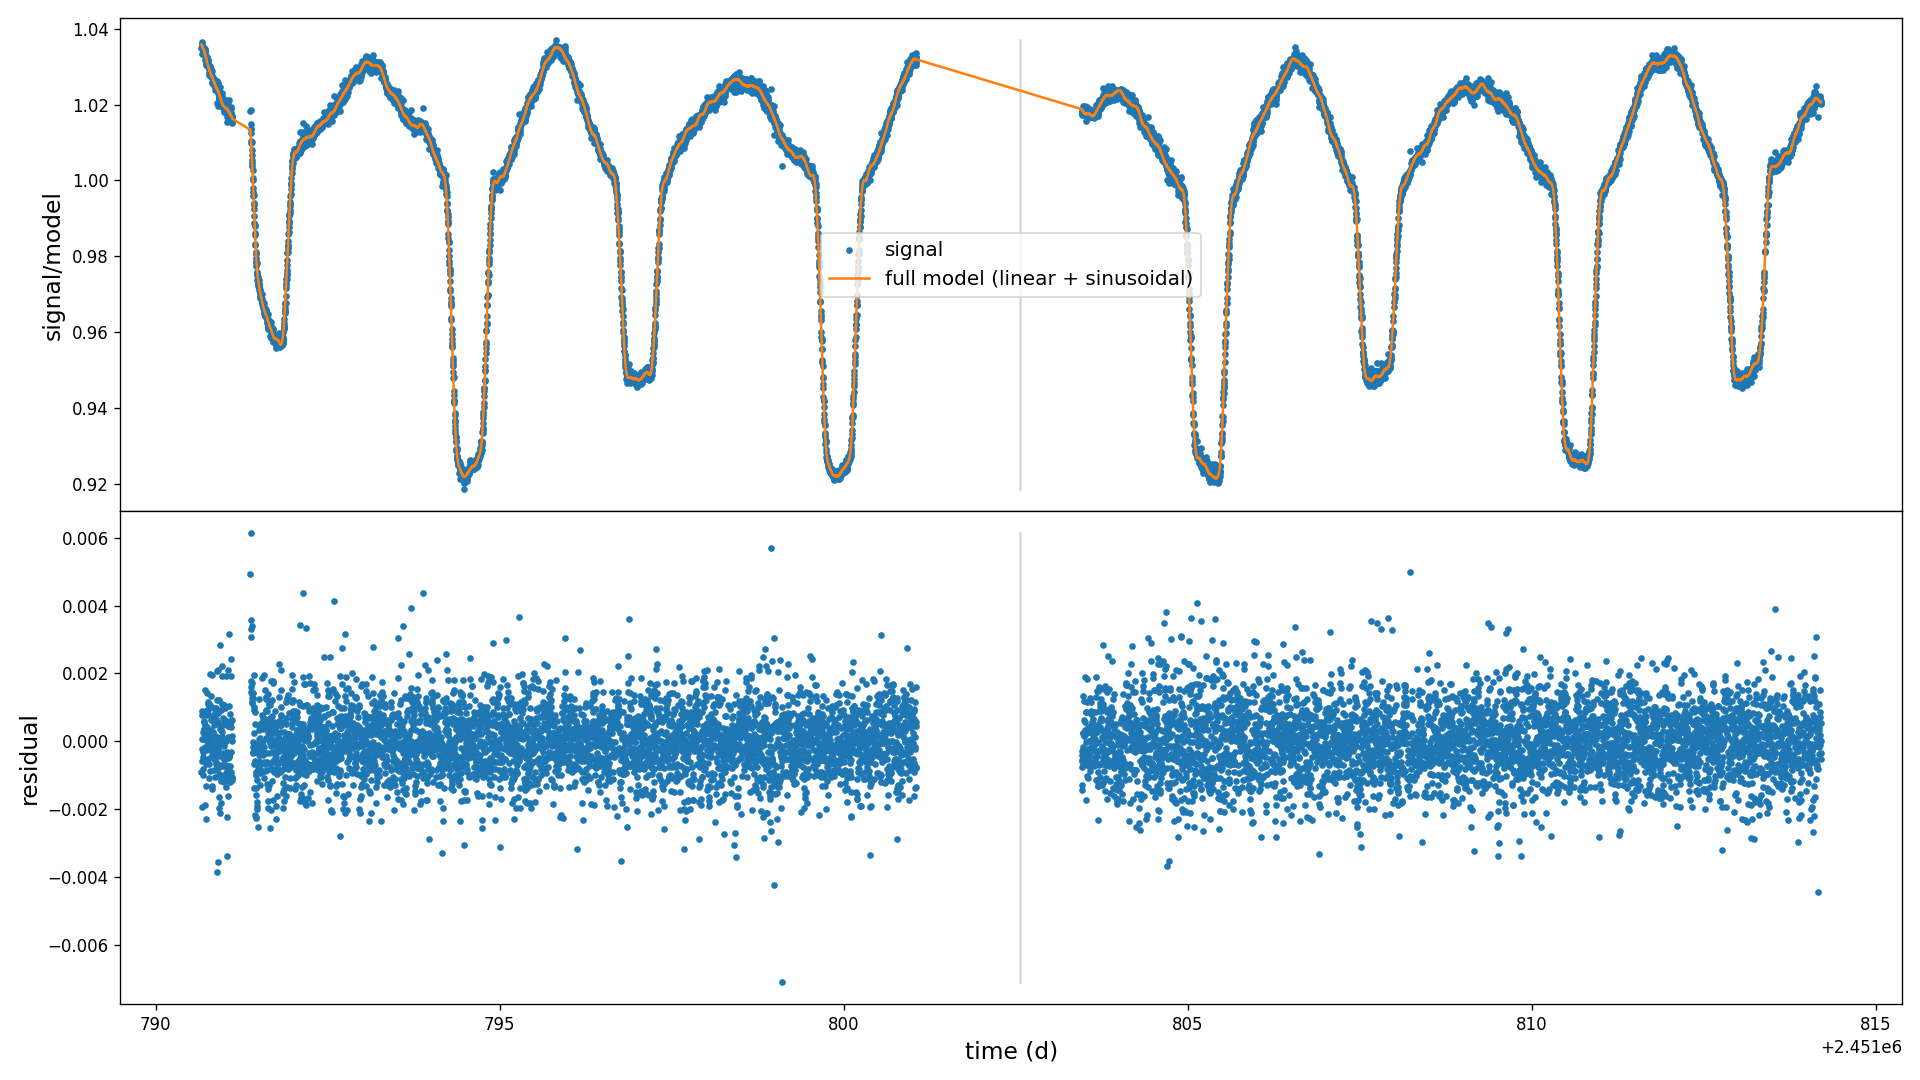 1.04
1.02
1.00
0.98
0.96
0.94
0.92
signal/model
signal
full model (linear + sinusoidal)
0.006
0.004
0.002
0.000
−0.002
−0.004
−0.006
residual
790 795 800 805 810 815
time (d)
+2.451e6